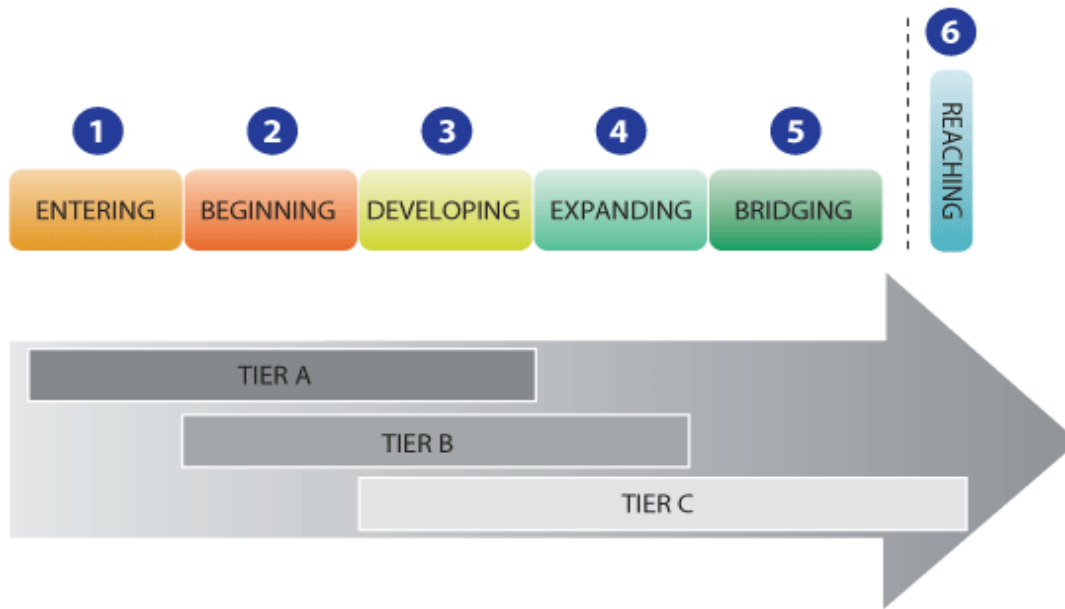 1
2
3
4
5
6
ENTERING
BEGINNING
DEVELOPING
EXPANDING
BRIDGING
REACHING
TIER A
TIER B
TIER C